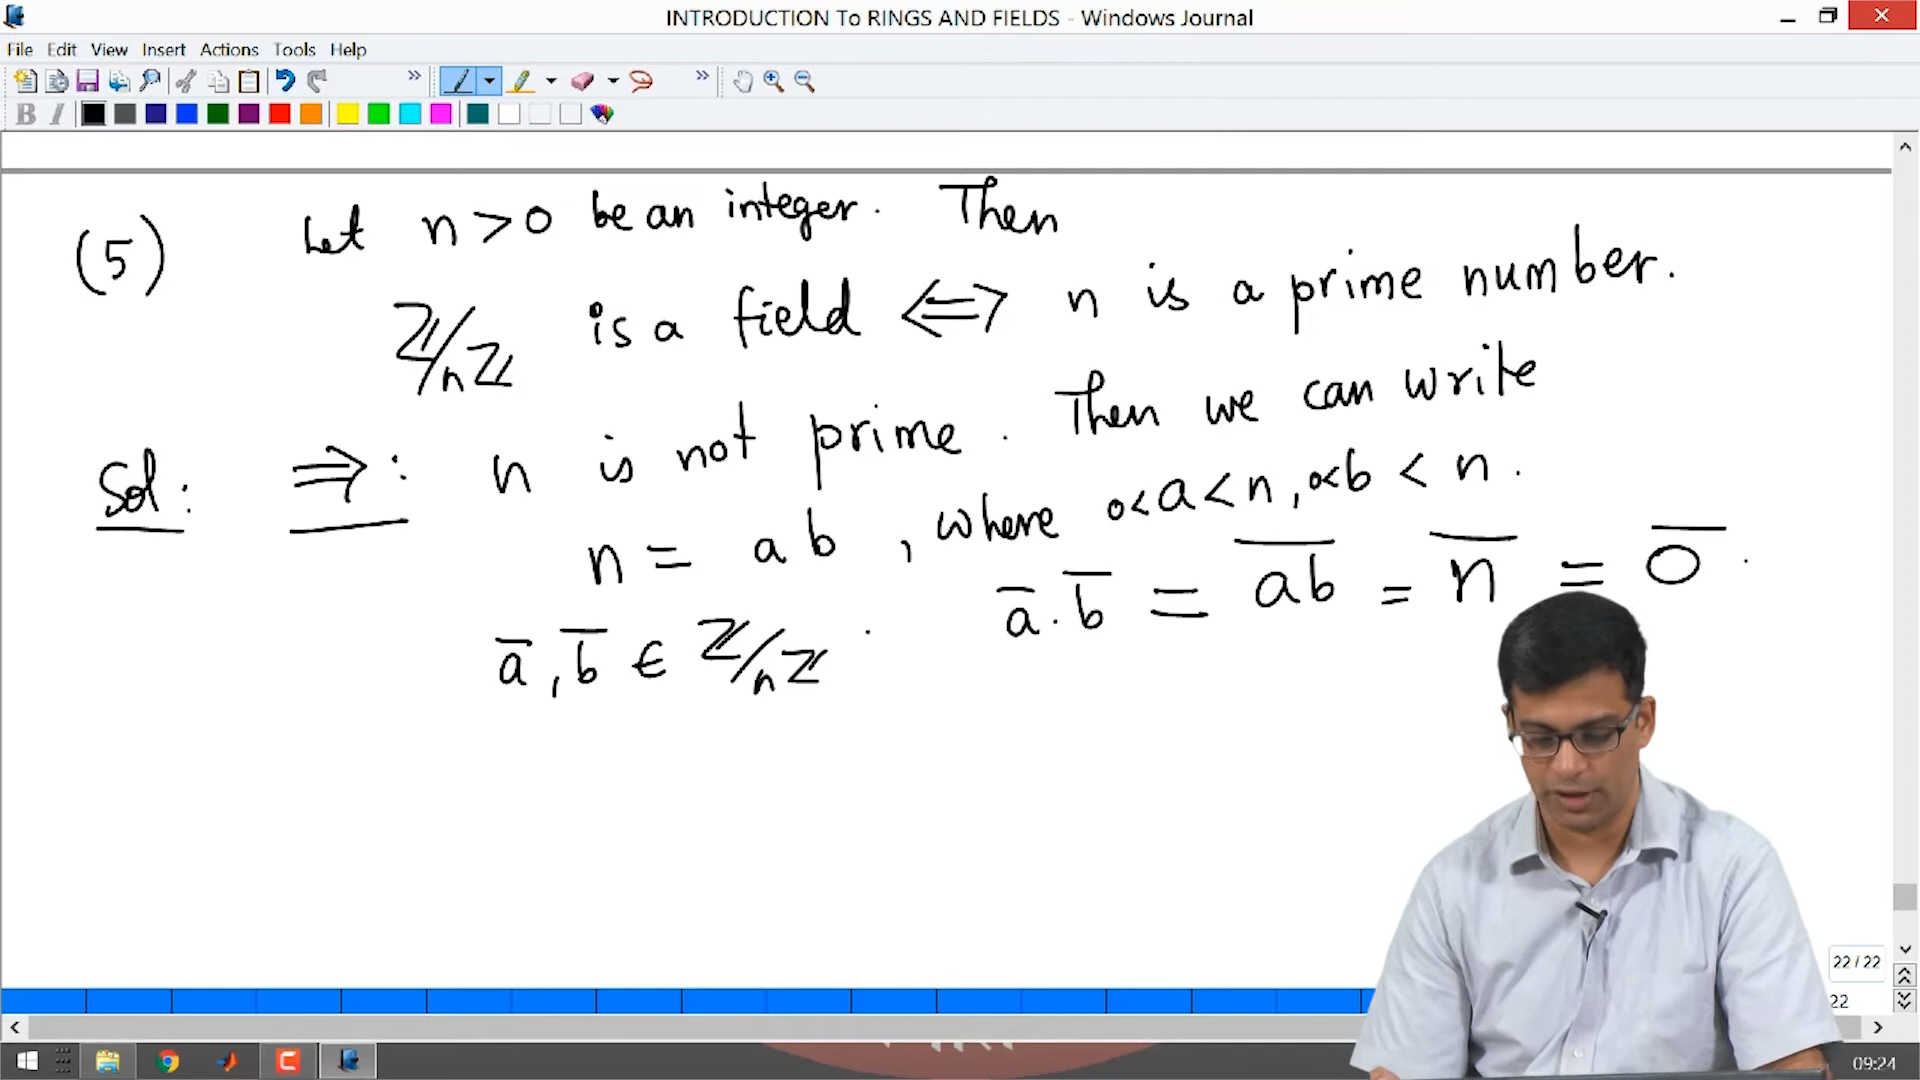 INTRODUCTION To RINGS AND FIELDS - Windows Journal
File Edit View Insert Actions Tools Help
B I
(5) Let n > 0 be an integer. Then
ℤ/nℤ is a field ⟺ n is a prime number.
Sol: ⇒: n is not prime. Then we can write
n = ab, where 0<a<n, 0<b<n.
a̅, b̅ ∈ ℤ/nℤ. a̅.b̅ = \overline{ab} = n̅ = 0̅.
22 / 22
22
09:24